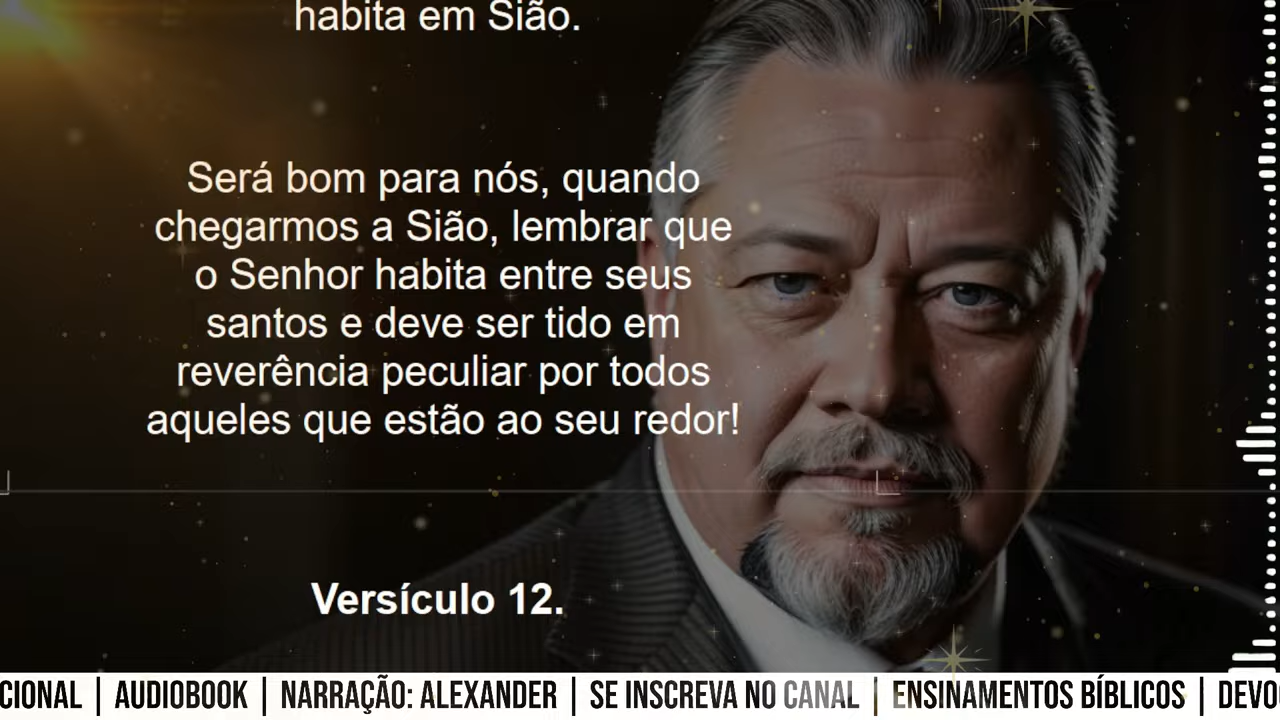 habita em Sião.
Será bom para nós, quando
chegarmos a Sião, lembrar que
o Senhor habita entre seus
santos e deve ser tido em
reverência peculiar por todos
aqueles que estão ao seu redor!
Versículo 12.
CIONAL | AUDIOBOOK | NARRAÇÃO: ALEXANDER | SE INSCREVA NO CANAL | ENSINAMENTOS BÍBLICOS | DEVO